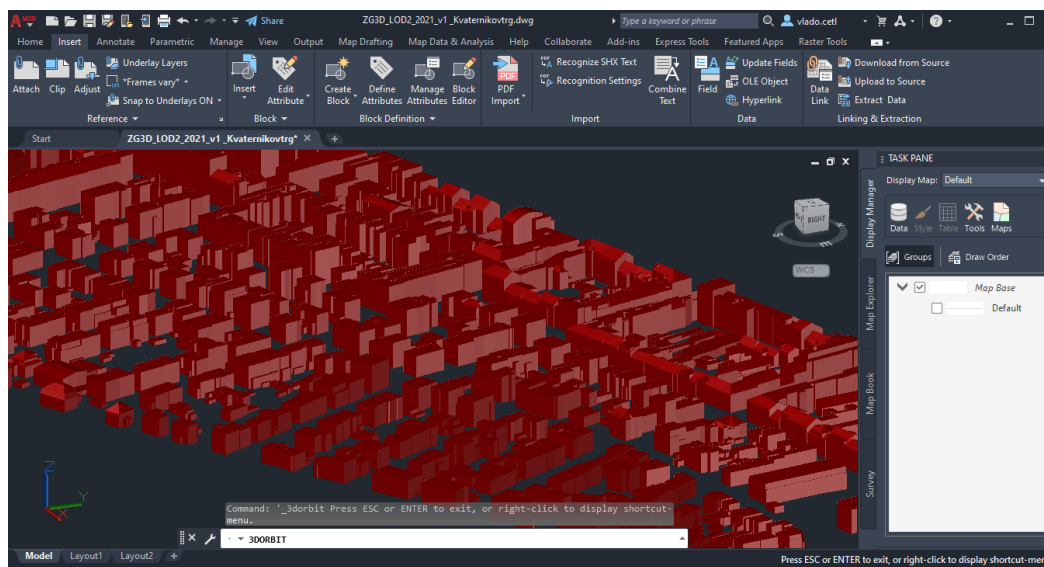 A M3D Share ZG3D_LOD2_2021_v1 _Kvaternikovtrg.dwg Type a keyword or phrase vlado.cetl
Home Insert Annotate Parametric Manage View Output Map Drafting Map Data & Analysis Help Collaborate Add-ins Express Tools Featured Apps Raster Tools
Attach Clip Adjust
Underlay Layers
*Frames vary*
Snap to Underlays ON
Reference
Insert Edit Attribute
Block
Create Block Define Attributes Manage Attributes Block Editor
Block Definition
PDF
PDF Import
Recognize SHX Text
Recognition Settings
Combine Text
Import
Field
Update Fields
OLE Object
Hyperlink
Data
Data Link
Download from Source
Upload to Source
Extract Data
Linking & Extraction
Start ZG3D_LOD2_2021_v1 _Kvaternikovtrg*
RIGHT
S
E
WCS
TASK PANE
Display Map: Default
Data Style Table Tools Maps
Groups Draw Order
Map Base
Default
Display Manager
Map Explorer
Map Book
Survey
Z
Y
X
Command: '_3dorbit Press ESC or ENTER to exit, or right-click to display shortcut-
menu.
3DORBIT
Model Layout1 Layout2 +
Press ESC or ENTER to exit, or right-click to display shortcut-men